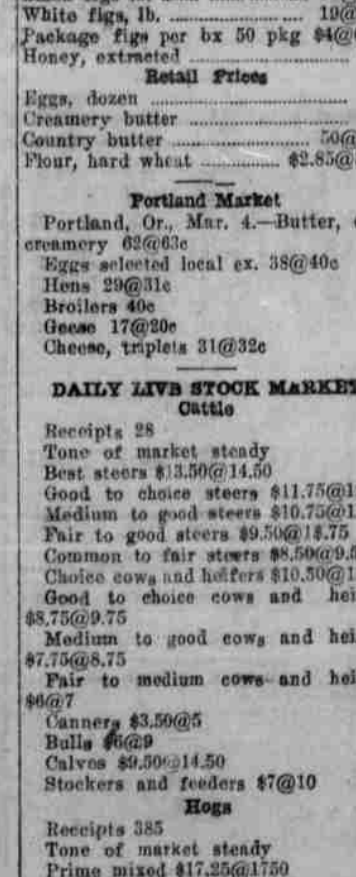 White figs, lb. ........................ 19@
Package figs per bx 50 pkg $4@
Honey, extracted ........................
Retail Prices
Eggs, dozen ........................
Creamery butter ........................
Country butter ........................ 50@
Flour, hard wheat ............... $2.85@
Portland Market
Portland, Or., Mar. 4.—Butter,
creamery 62@63c
Eggs selected local ex. 38@40c
Hens 29@31c
Broilers 40c
Geese 17@20c
Cheese, triplets 31@32c
DAILY LIVE STOCK MARKET
Cattle
Receipts 28
Tone of market steady
Best steers $13.50@14.50
Good to choice steers $11.75@1
Medium to good steers $10.75@1
Fair to good steers $9.50@1$.75
Common to fair steers $8.50@9.5
Choice cows and heifers $10.50@1
Good to choice cows and hei
$8.75@9.75
Medium to good cows and hei
$7.75@8.75
Fair to medium cows and hei
$6@7
Canners $3.50@5
Bulls $6@9
Calves $9.50@14.50
Stockers and feeders $7@10
Hogs
Receipts 385
Tone of market steady
Prime mixed $17.25@1750